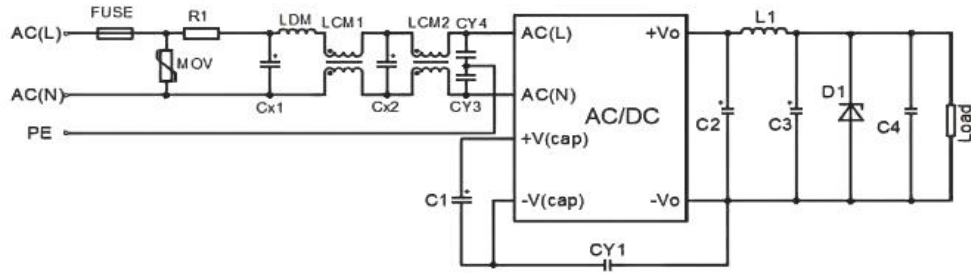 FUSE R1 LDM LCM1 LCM2 CY4 L1
AC(L) AC(L) +Vo
MOV D1
AC(N) Cx1 Cx2 CY3 AC(N) C2 C3 C4 Load
AC/DC
PE +V(cap)
C1 -V(cap) -Vo
CY1